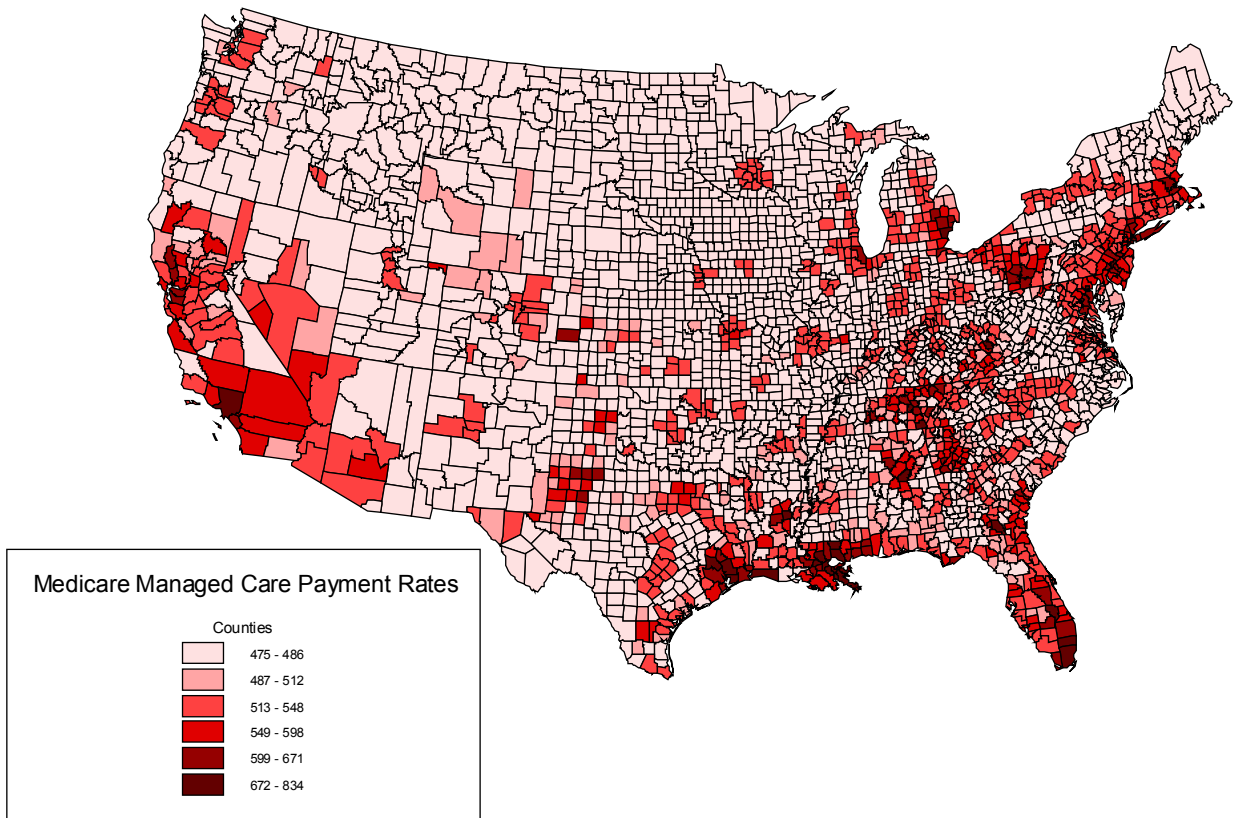 Medicare Managed Care Payment Rates
Counties
475 - 486
487 - 512
513 - 548
549 - 598
599 - 671
672 - 834